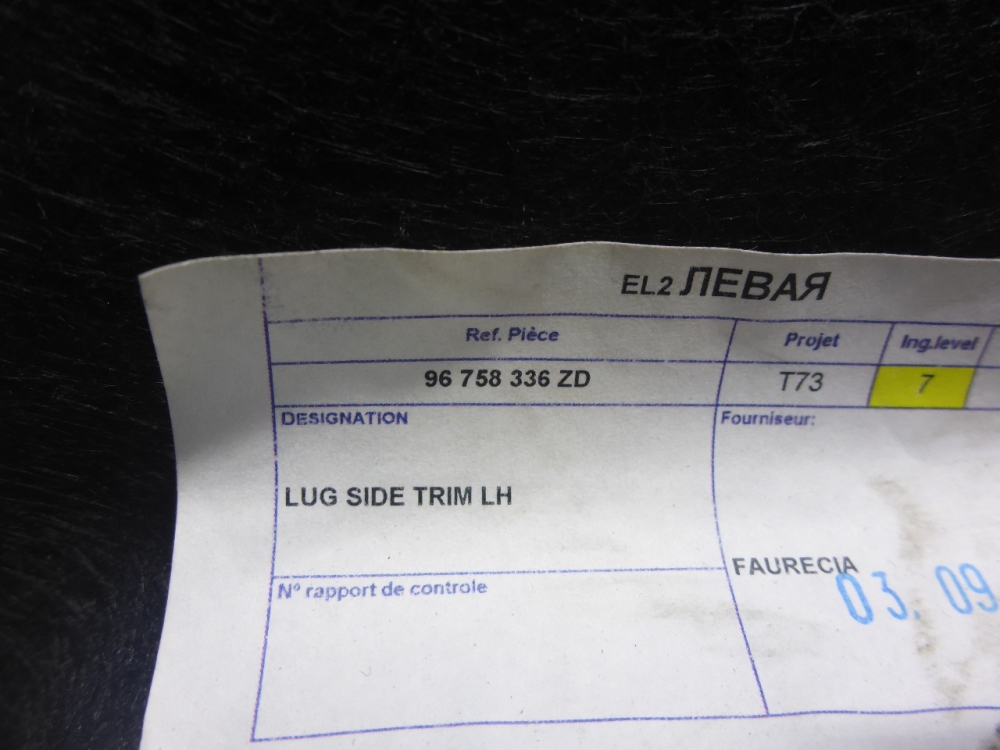 EL2 ЛЕВАЯ
Ref. Pièce Projet Ing.level
96 758 336 ZD T73 7
DESIGNATION Fourniseur:
LUG SIDE TRIM LH
FAURECIA
03. 09
N° rapport de controle